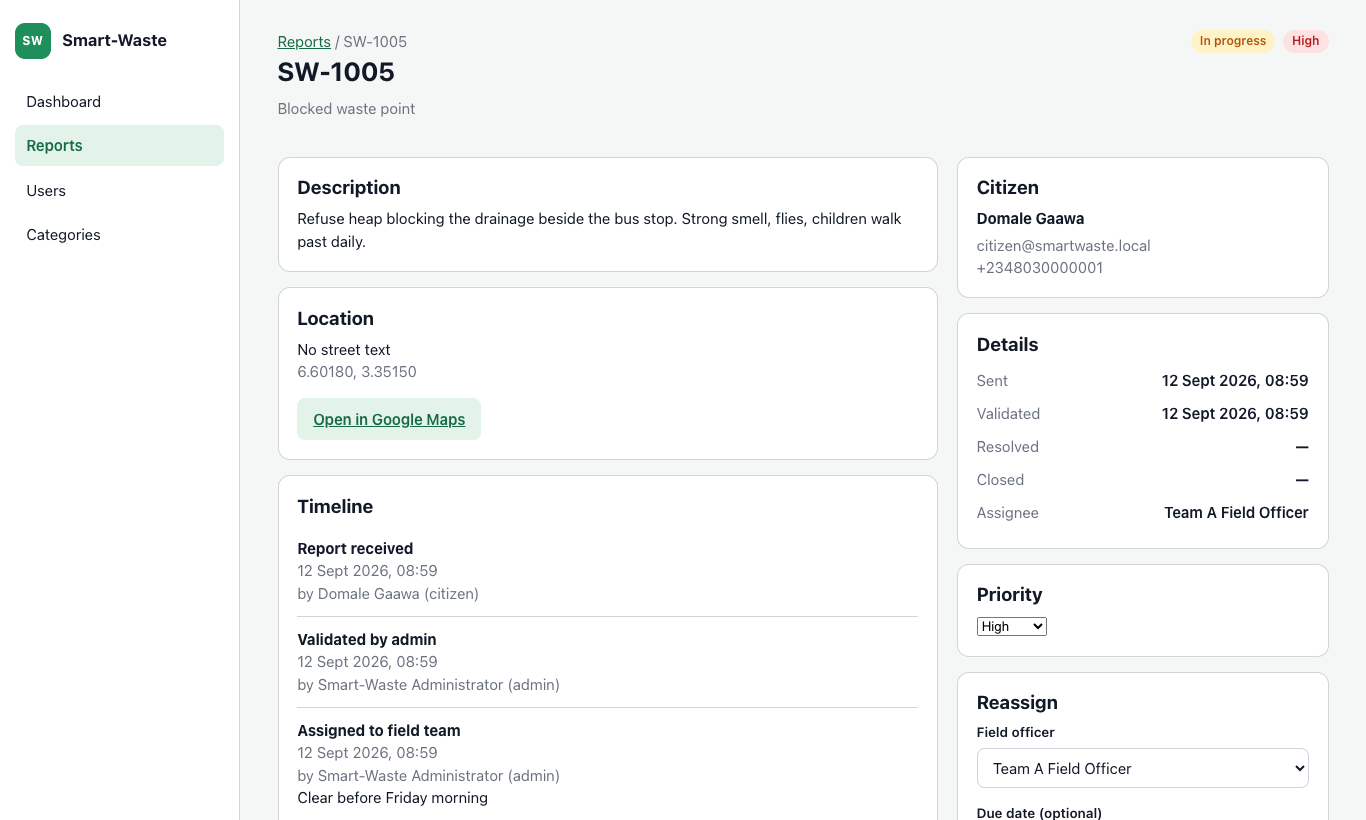 SW
Smart-Waste
Dashboard
Reports
Users
Categories
Reports / SW-1005
SW-1005
Blocked waste point
In progress
High
Description
Refuse heap blocking the drainage beside the bus stop. Strong smell, flies, children walk
past daily.
Location
No street text
6.60180, 3.35150
Open in Google Maps
Timeline
Report received
12 Sept 2026, 08:59
by Domale Gaawa (citizen)
Validated by admin
12 Sept 2026, 08:59
by Smart-Waste Administrator (admin)
Assigned to field team
12 Sept 2026, 08:59
by Smart-Waste Administrator (admin)
Clear before Friday morning
Citizen
Domale Gaawa
citizen@smartwaste.local
+2348030000001
Details
Sent 12 Sept 2026, 08:59
Validated 12 Sept 2026, 08:59
Resolved —
Closed —
Assignee Team A Field Officer
Priority
High
Reassign
Field officer
Team A Field Officer
Due date (optional)